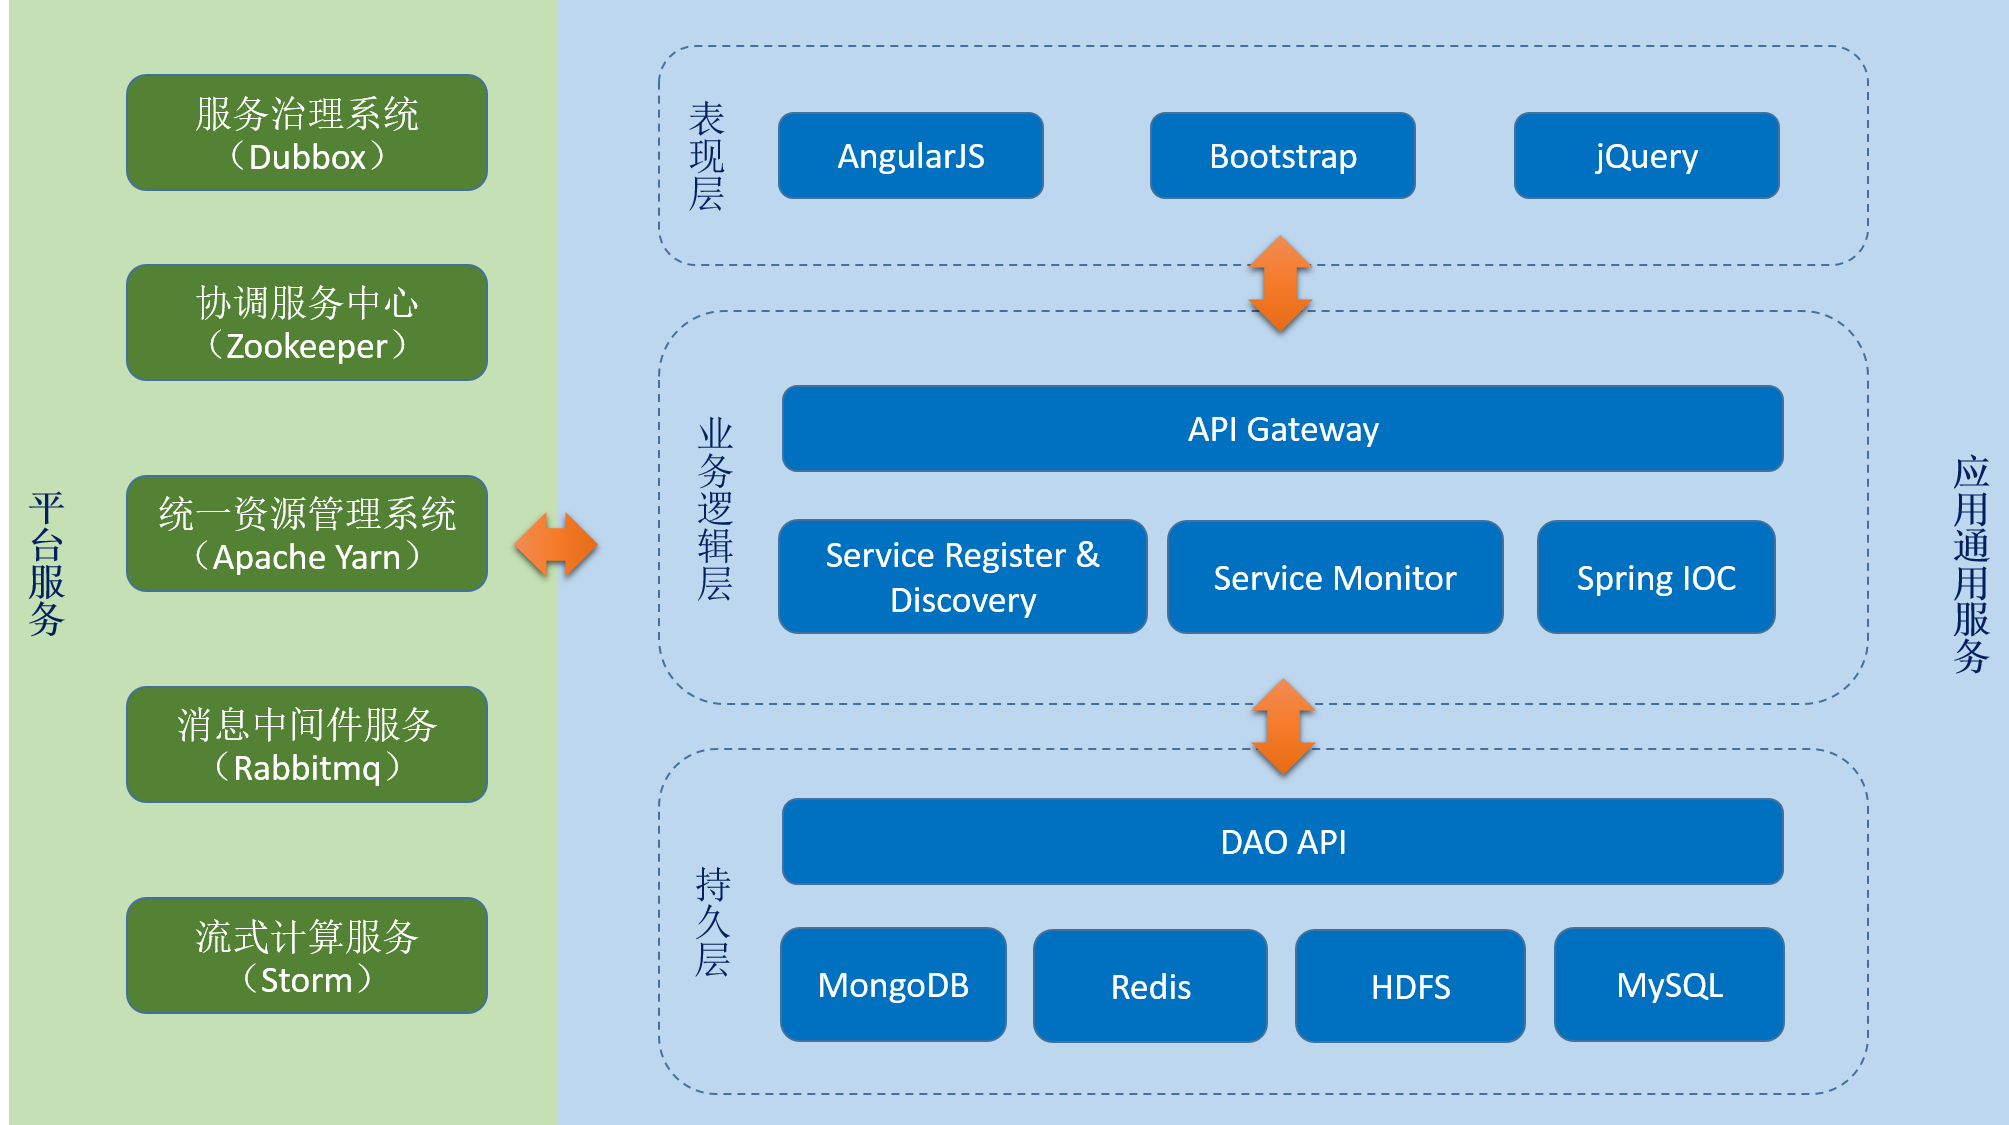 平台服务
服务治理系统
（Dubbox）
协调服务中心
（Zookeeper）
统一资源管理系统
（Apache Yarn）
消息中间件服务
（Rabbitmq）
流式计算服务
（Storm）
表现层
AngularJS
Bootstrap
jQuery
业务逻辑层
API Gateway
Service Register &
Discovery
Service Monitor
Spring IOC
持久层
DAO API
MongoDB
Redis
HDFS
MySQL
应用通用服务